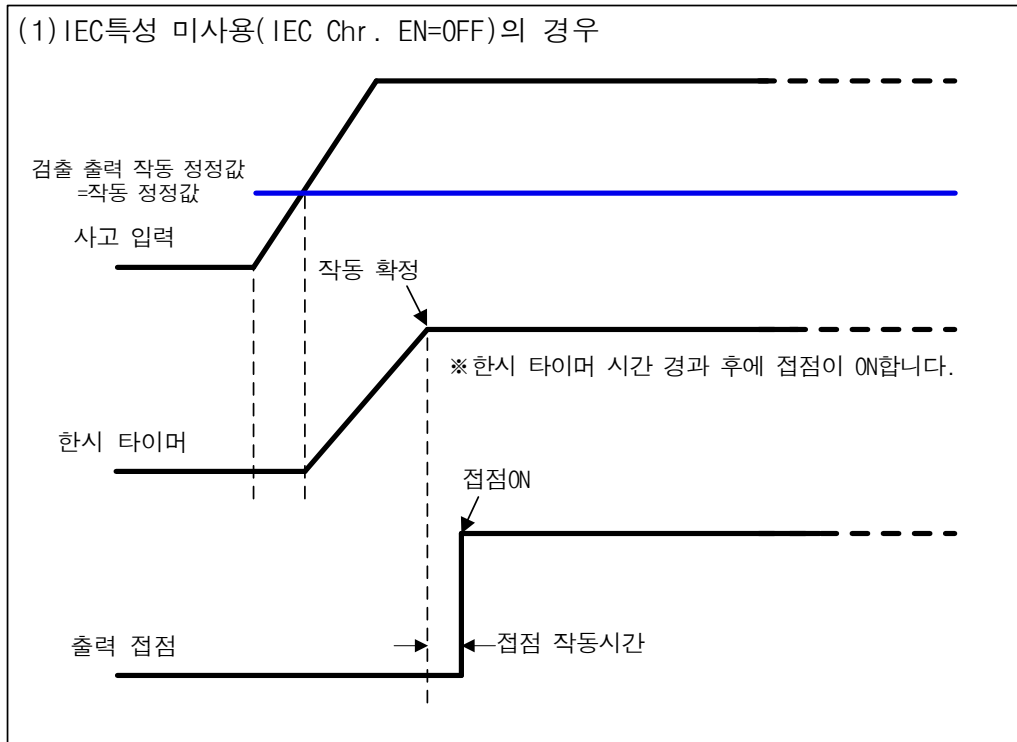 (1)IEC특성 미사용(IEC Chr. EN=OFF)의 경우
검출 출력 작동 정정값
=작동 정정값
사고 입력
작동 확정
※한시 타이머 시간 경과 후에 접점이 ON합니다.
한시 타이머
접점ON
출력 접점
접점 작동시간